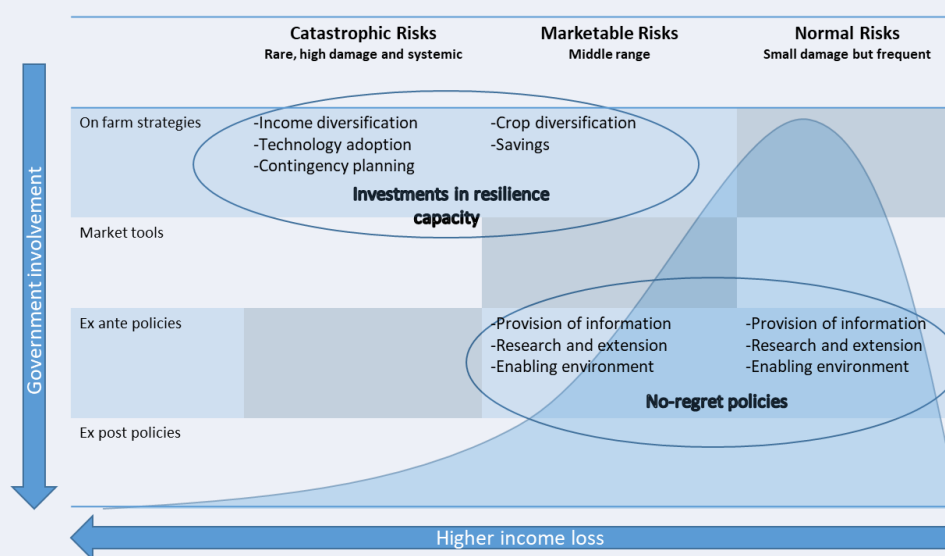 Catastrophic Risks
Rare, high damage and systemic
Marketable Risks
Middle range
Normal Risks
Small damage but frequent
Government involvement
On farm strategies
-Income diversification
-Technology adoption
-Contingency planning
-Crop diversification
-Savings
Investments in resilience
capacity
Market tools
Ex ante policies
-Provision of information
-Research and extension
-Enabling environment
-Provision of information
-Research and extension
-Enabling environment
No-regret policies
Ex post policies
Higher income loss